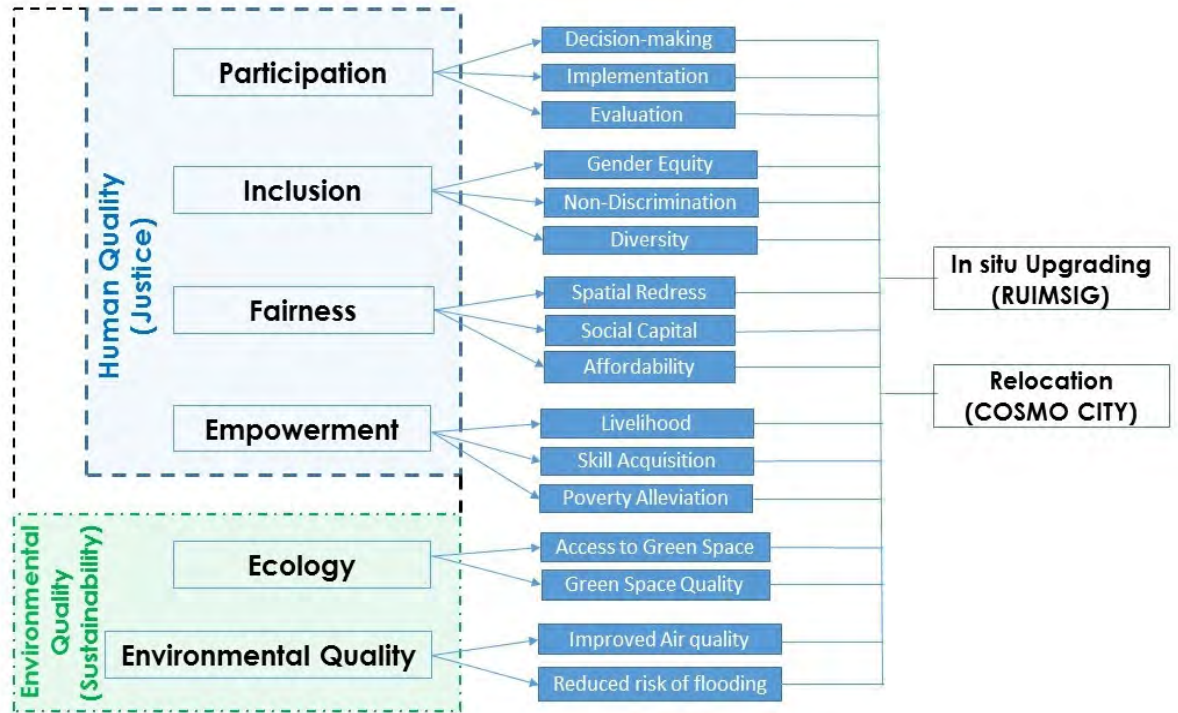 Human Quality
(Justice)
Participation
Decision-making
Implementation
Evaluation
Inclusion
Gender Equity
Non-Discrimination
Diversity
Fairness
Spatial Redress
Social Capital
Affordability
Empowerment
Livelihood
Skill Acquisition
Poverty Alleviation
Environmental
Quality
(Sustainability)
Ecology
Access to Green Space
Green Space Quality
Environmental Quality
Improved Air quality
Reduced risk of flooding
In situ Upgrading
(RUIMSIG)
Relocation
(COSMO CITY)